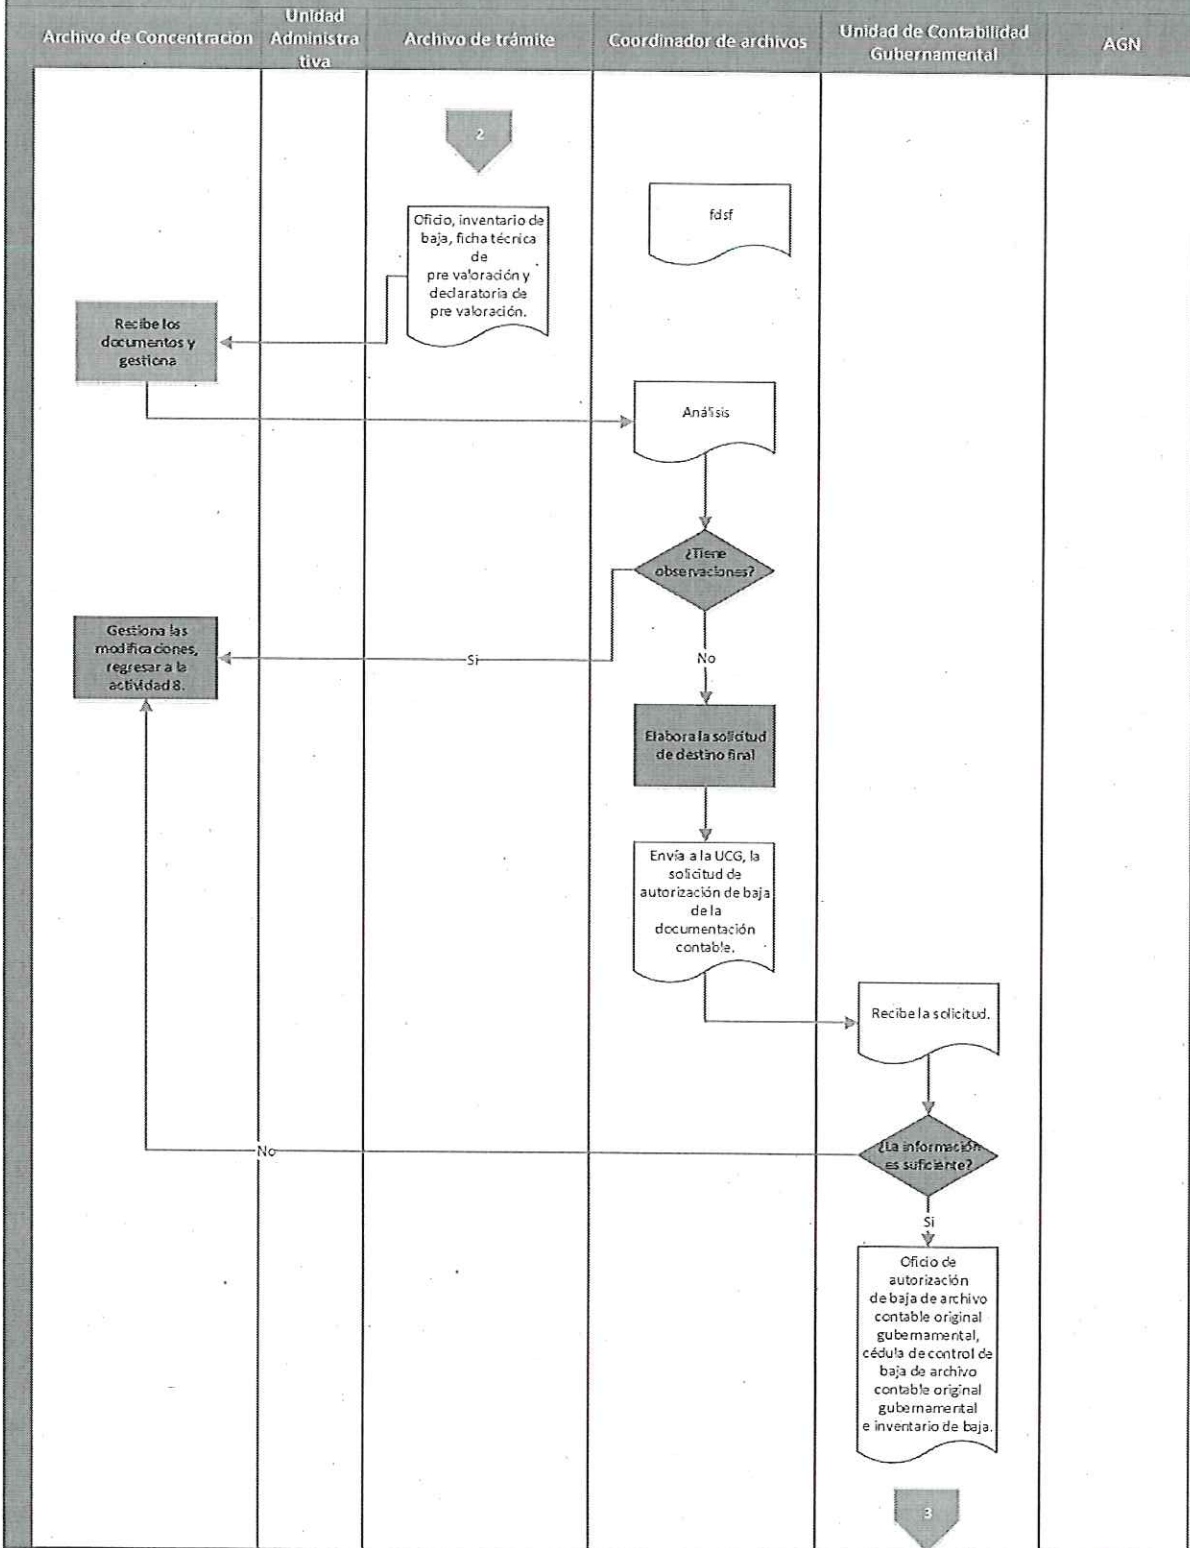 Archivo de Concentracion
Unidad
Administra
tiva
Archivo de trámite
Coordinador de archivos
Unidad de Contabilidad
Gubernamental
AGN
2
Oficio, inventario de
baja, ficha técnica
de
pre valoración y
declaratoria de
pre valoración.
fdsf
Recibe los
documentos y
gestiona
Análisis
¿Tiene
observaciones?
Gestiona las
modificaciones,
regresar a la
actividad 8.
Si
No
Elabora la solicitud
de destino final
Envía a la UCG, la
solicitud de
autorización de baja
de la
documentación
contable.
Recibe la solicitud.
¿La información
es suficiente?
No
Si
Oficio de
autorización
de baja de archivo
contable original
gubernamental,
cédula de control de
baja de archivo
contable original
gubernamental
e inventario de baja.
3